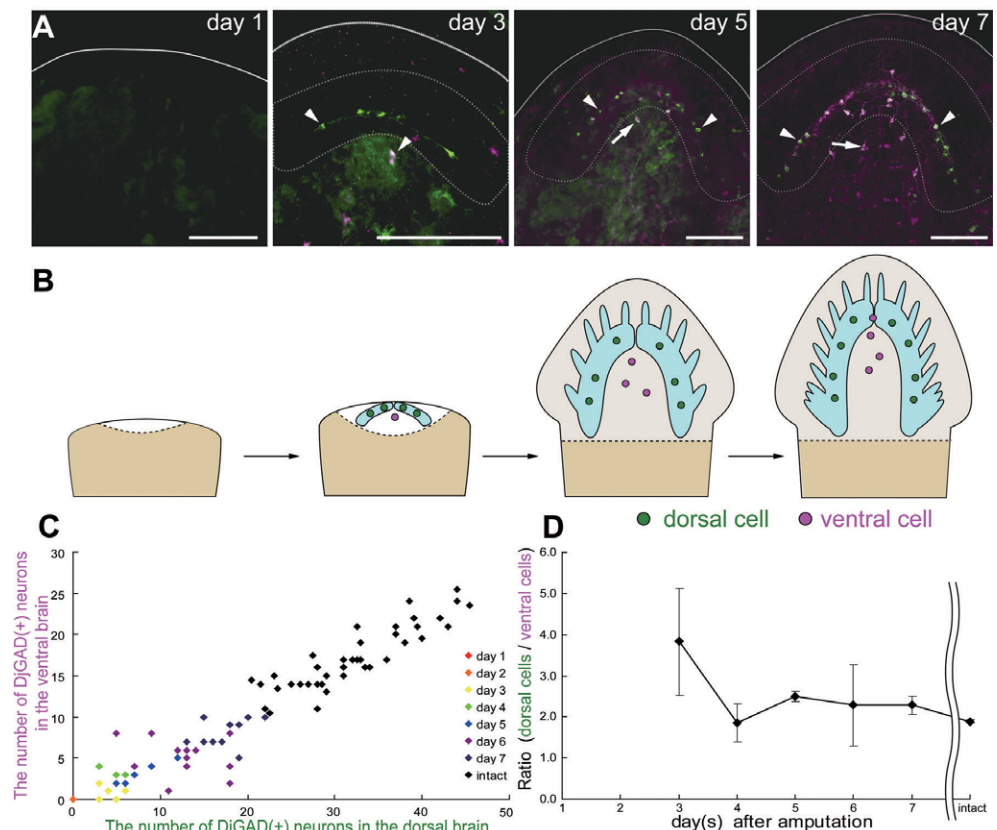 A
day 1
day 3
day 5
day 7
B
dorsal cell
ventral cell
C
The number of DjGAD(+) neurons
in the ventral brain
30
25
20
15
10
5
0
0
10
20
30
40
50
day 1
day 2
day 3
day 4
day 5
day 6
day 7
intact
The number of DjGAD(+) neurons in the dorsal brain
D
Ratio (dorsal cells / ventral cells)
6.0
5.0
4.0
3.0
2.0
1.0
0.0
1
2
3
4
5
6
7
intact
day(s) after amputation